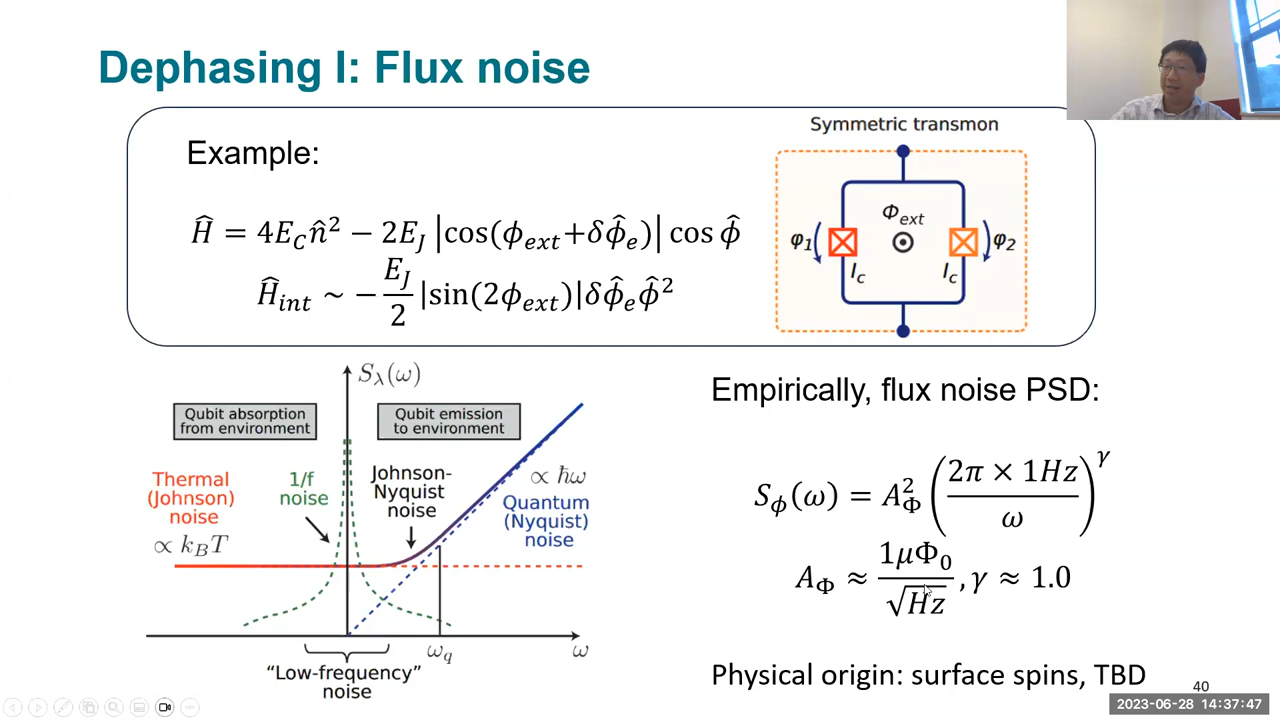 Dephasing I: Flux noise
Example:
Ĥ = 4E_C n̂² − 2E_J |cos(ϕ_ext+δϕ̂_e)| cos ϕ̂
Ĥ_int ~ − E_J/2 |sin(2ϕ_ext)|δϕ̂_e ϕ̂²
Symmetric transmon
Φ_ext
φ₁
φ₂
I_c
I_c
S_λ(ω)
Qubit absorption
from environment
Qubit emission
to environment
Thermal
(Johnson)
noise
∝ k_B T
1/f
noise
Johnson-
Nyquist
noise
∝ ħω
Quantum
(Nyquist)
noise
ω_q
ω
“Low-frequency”
noise
Empirically, flux noise PSD:
S_ϕ(ω) = A_Φ² (2π × 1Hz / ω)^γ
A_Φ ≈ 1μΦ₀ / √Hz , γ ≈ 1.0
Physical origin: surface spins, TBD
40
2023-06-28 14:37:47